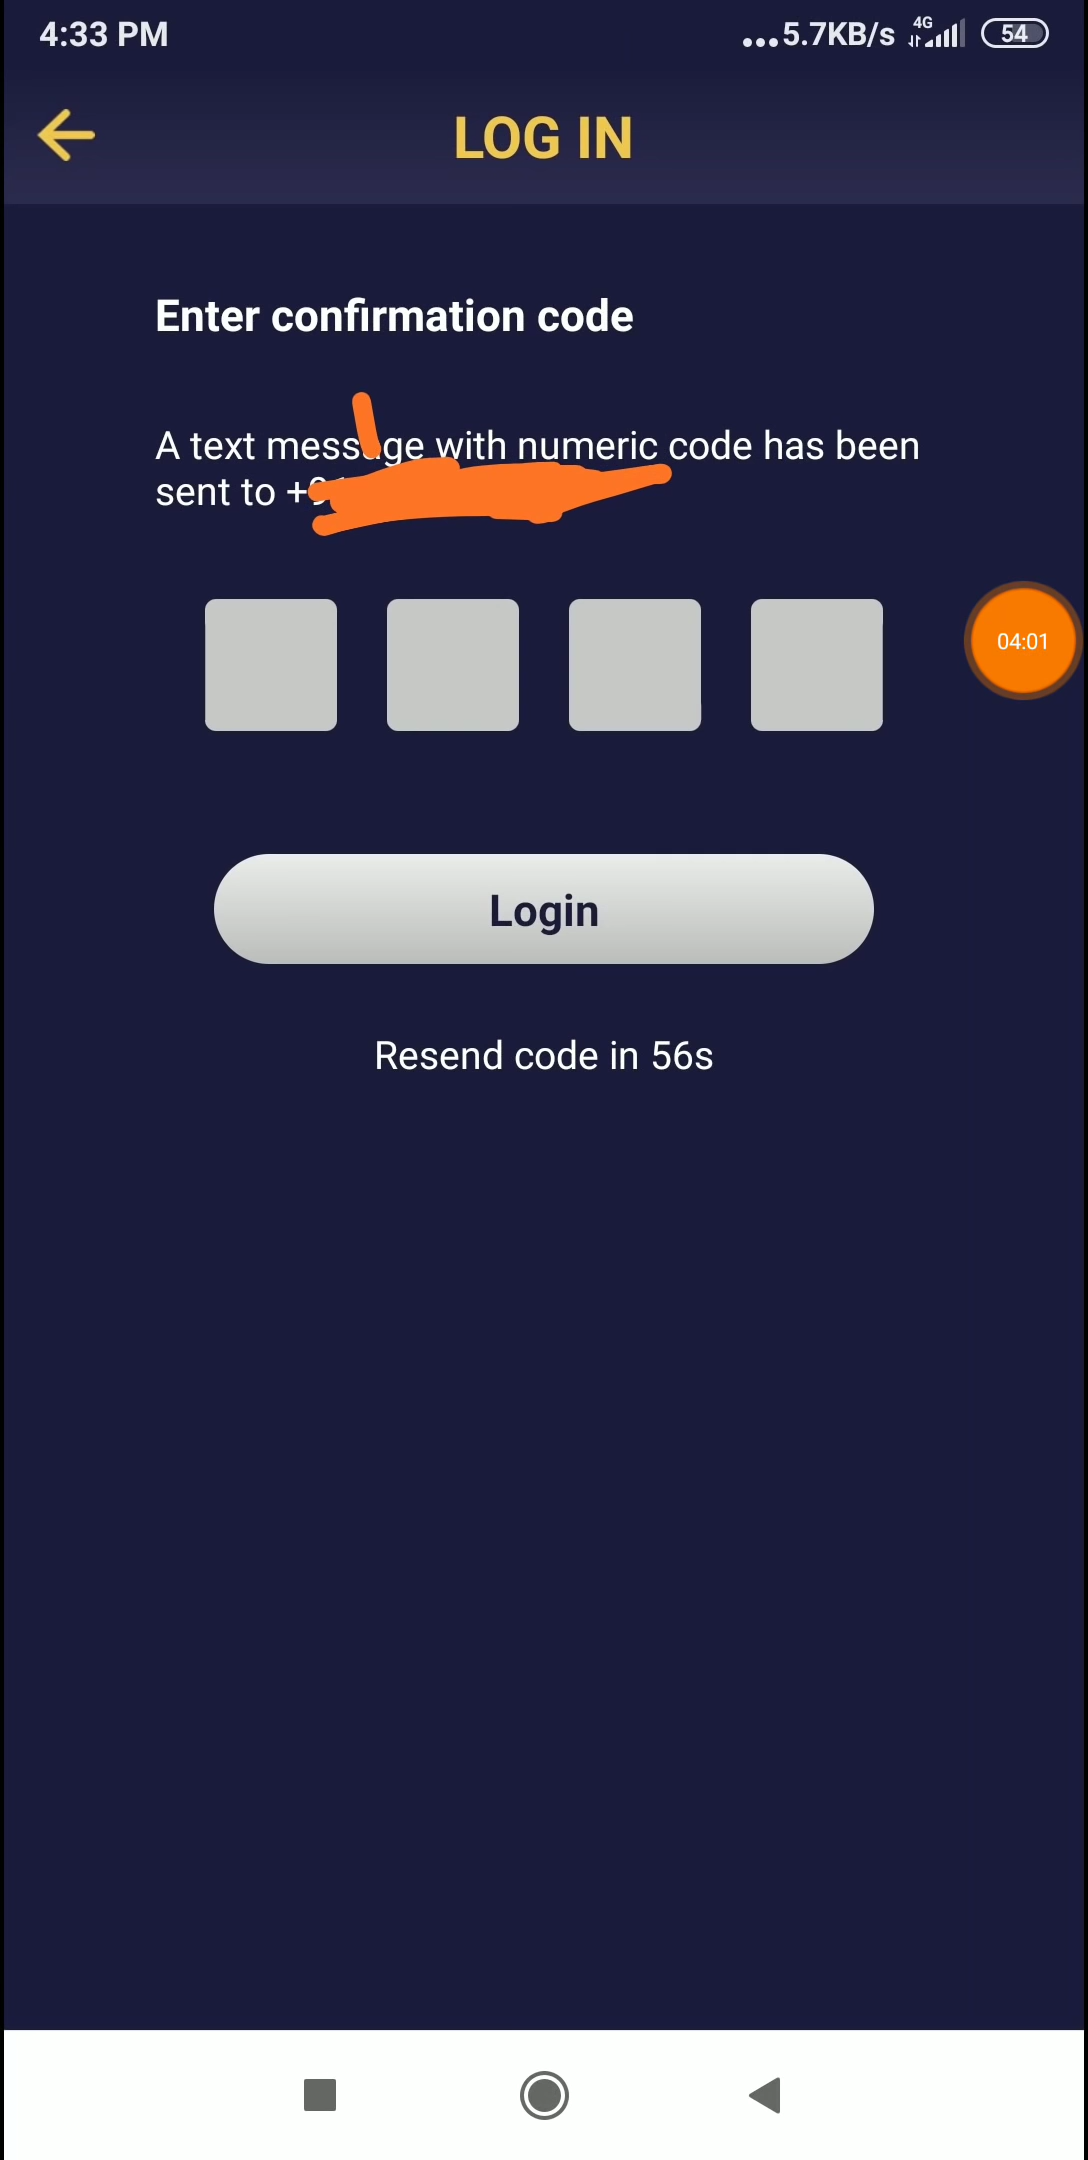 4:33 PM
...5.7KB/s 4G 54
LOG IN
Enter confirmation code
A text message with numeric code has been
sent to
04:01
Login
Resend code in 56s